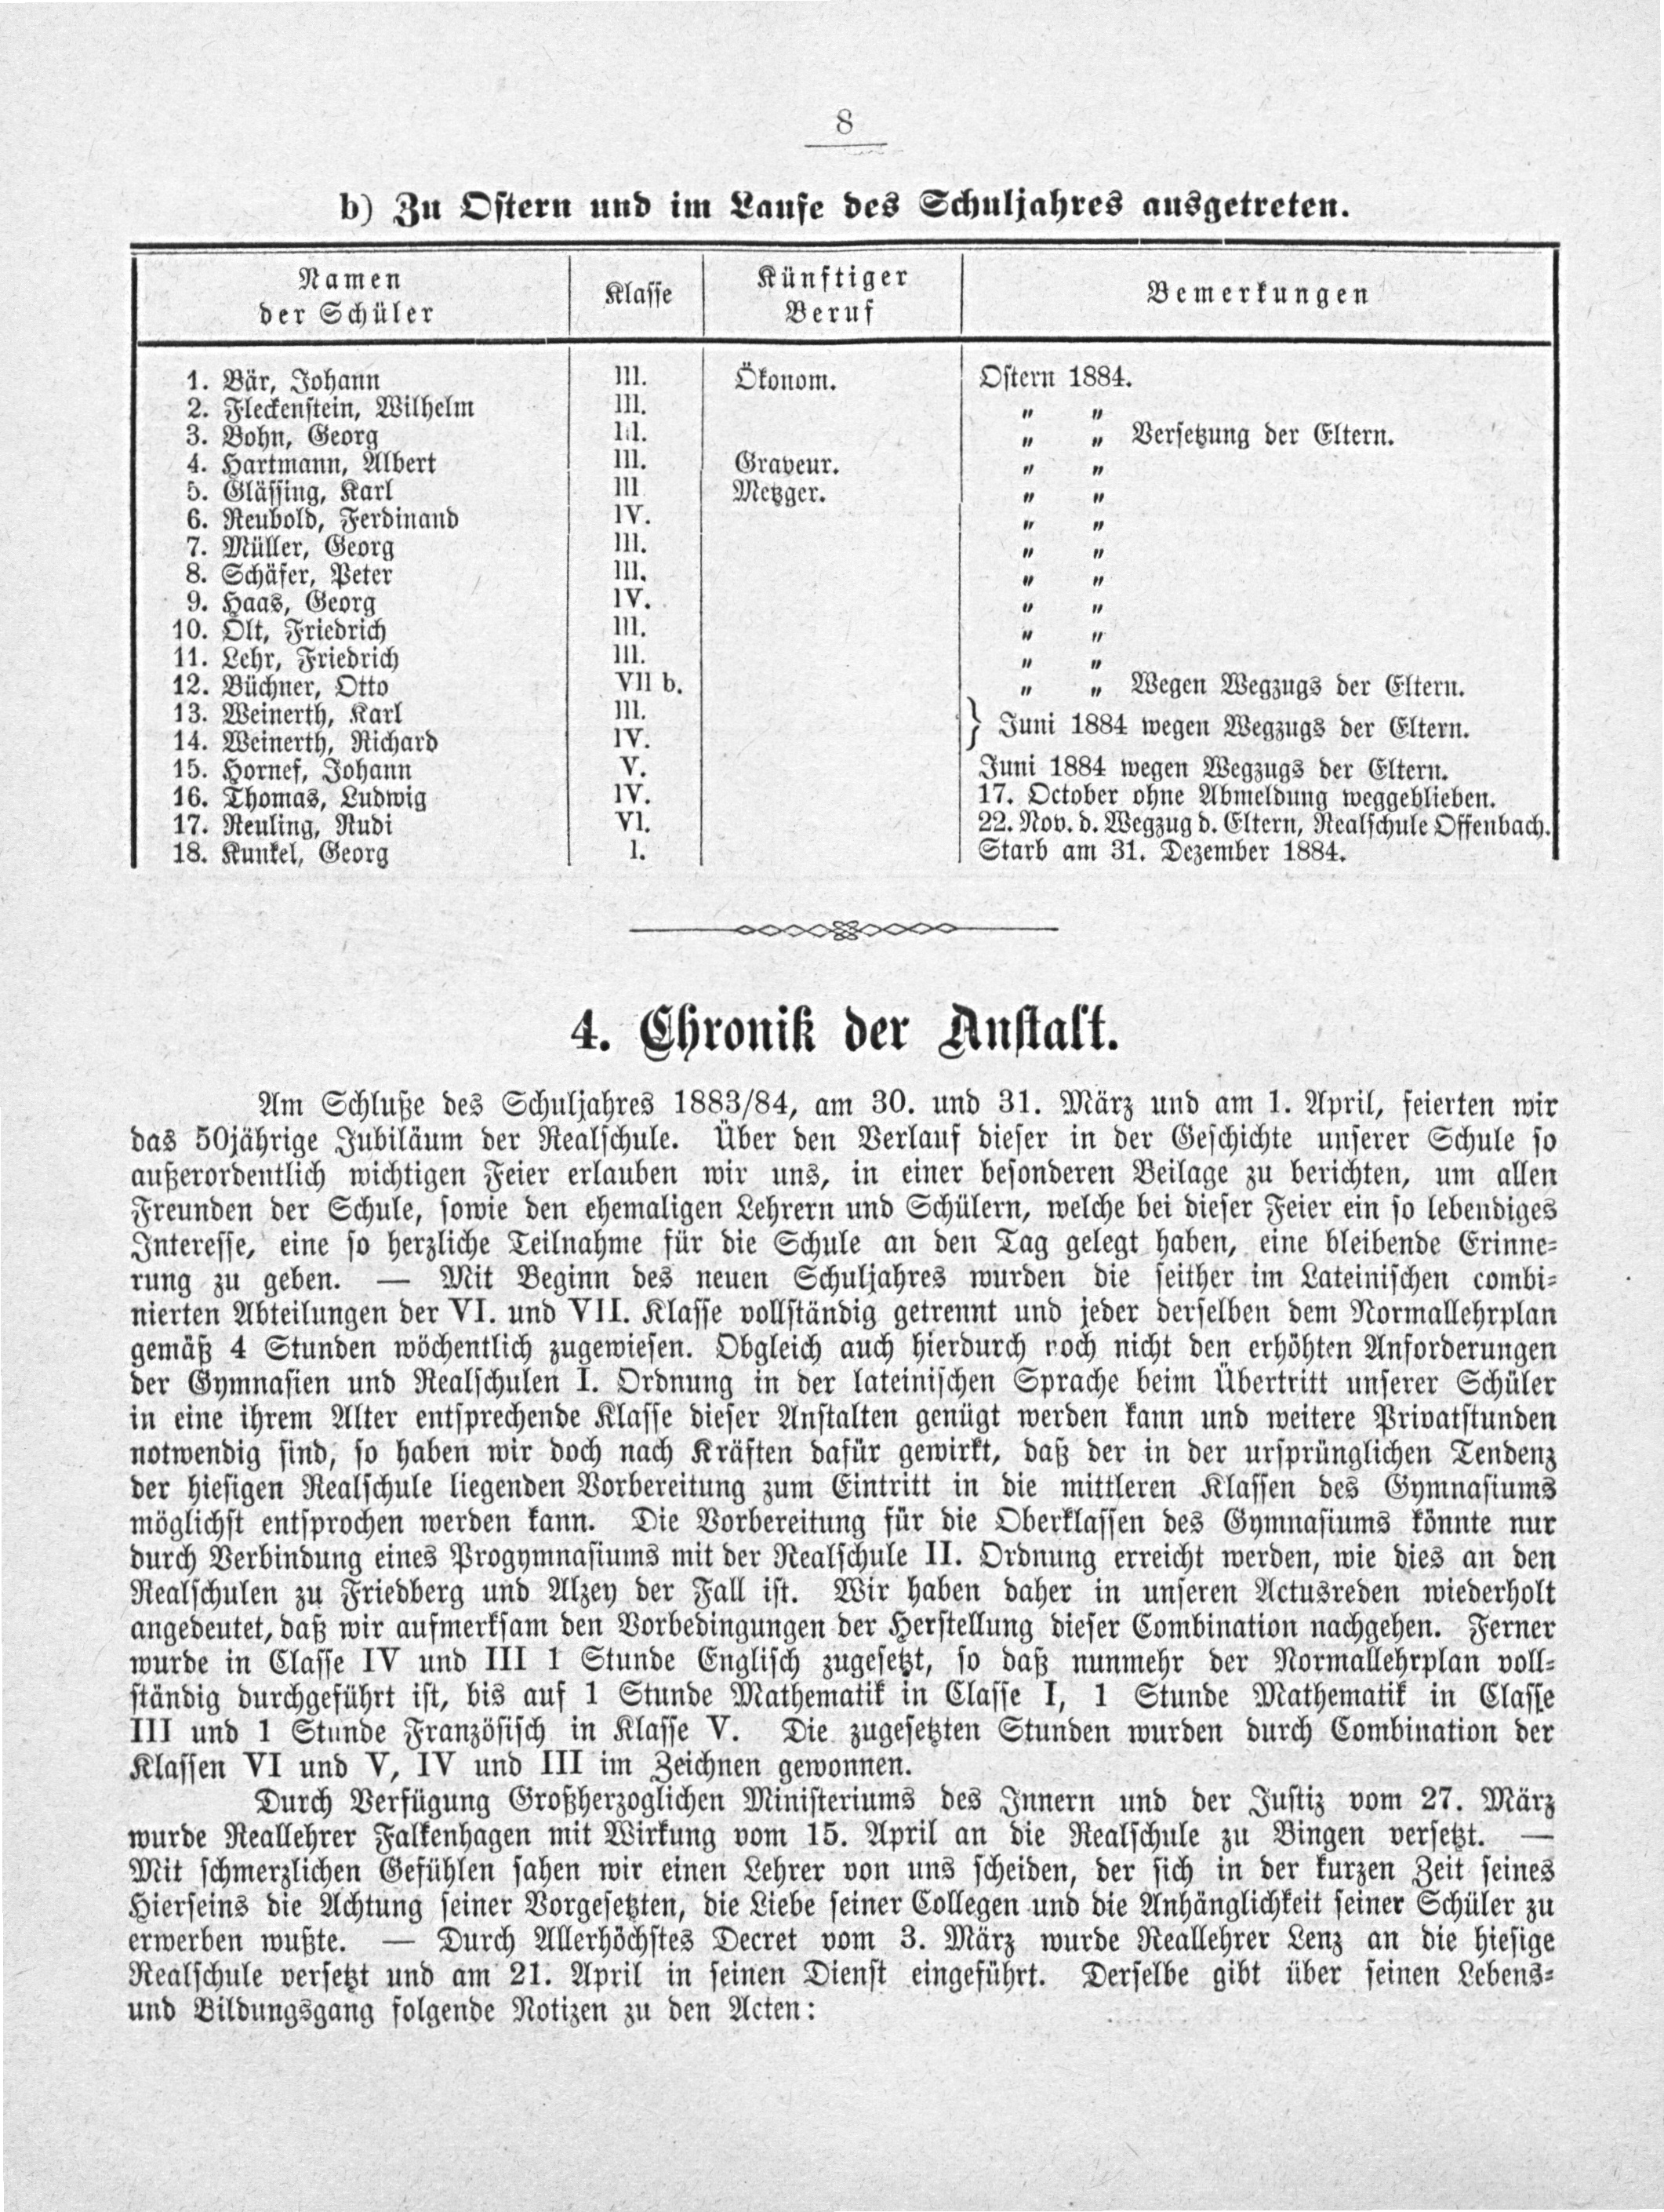 8
b) Zu Ostern und im Laufe des Schuljahres ausgetreten.
Namen der Schüler Klasse Künftiger Beruf Bemerkungen
1. Bär, Johann III. Ökonom. Ostern 1884.
2. Fleckenstein, Wilhelm III. „ „
3. Bohn, Georg III. „ „ Versetzung der Eltern.
4. Hartmann, Albert III. Graveur. „ „
5. Glässing, Karl III Metzger. „ „
6. Reubold, Ferdinand IV. „ „
7. Müller, Georg III. „ „
8. Schäfer, Peter III. „ „
9. Haas, Georg IV. „ „
10. Olt, Friedrich III. „ „
11. Lehr, Friedrich III. „ „
12. Büchner, Otto VII b. „ „ Wegen Wegzugs der Eltern.
13. Weinerth, Karl III. } Juni 1884 wegen Wegzugs der Eltern.
14. Weinerth, Richard IV.
15. Hornef, Johann V. Juni 1884 wegen Wegzugs der Eltern.
16. Thomas, Ludwig IV. 17. October ohne Abmeldung weggeblieben.
17. Reuling, Rudi VI. 22. Nov. d. Wegzug d. Eltern, Realschule Offenbach.
18. Kunkel, Georg I. Starb am 31. Dezember 1884.
4. Chronik der Anstalt.
Am Schluße des Schuljahres 1883/84, am 30. und 31. März und am 1. April, feierten wir
das 50jährige Jubiläum der Realschule. Über den Verlauf dieser in der Geschichte unserer Schule so
außerordentlich wichtigen Feier erlauben wir uns, in einer besonderen Beilage zu berichten, um allen
Freunden der Schule, sowie den ehemaligen Lehrern und Schülern, welche bei dieser Feier ein so lebendiges
Interesse, eine so herzliche Teilnahme für die Schule an den Tag gelegt haben, eine bleibende Erinne-
rung zu geben. — Mit Beginn des neuen Schuljahres wurden die seither im Lateinischen combi-
nierten Abteilungen der VI. und VII. Klasse vollständig getrennt und jeder derselben dem Normallehrplan
gemäß 4 Stunden wöchentlich zugewiesen. Obgleich auch hierdurch noch nicht den erhöhten Anforderungen
der Gymnasien und Realschulen I. Ordnung in der lateinischen Sprache beim Übertritt unserer Schüler
in eine ihrem Alter entsprechende Klasse dieser Anstalten genügt werden kann und weitere Privatstunden
notwendig sind, so haben wir doch nach Kräften dafür gewirkt, daß der in der ursprünglichen Tendenz
der hiesigen Realschule liegenden Vorbereitung zum Eintritt in die mittleren Klassen des Gymnasiums
möglichst entsprochen werden kann. Die Vorbereitung für die Oberklassen des Gymnasiums könnte nur
durch Verbindung eines Progymnasiums mit der Realschule II. Ordnung erreicht werden, wie dies an den
Realschulen zu Friedberg und Alzey der Fall ist. Wir haben daher in unseren Actusreden wiederholt
angedeutet, daß wir aufmerksam den Vorbedingungen der Herstellung dieser Combination nachgehen. Ferner
wurde in Classe IV und III 1 Stunde Englisch zugesetzt, so daß nunmehr der Normallehrplan voll-
ständig durchgeführt ist, bis auf 1 Stunde Mathematik in Classe I, 1 Stunde Mathematik in Classe
III und 1 Stunde Französisch in Klasse V. Die zugesetzten Stunden wurden durch Combination der
Klassen VI und V, IV und III im Zeichnen gewonnen.
Durch Verfügung Großherzoglichen Ministeriums des Innern und der Justiz vom 27. März
wurde Reallehrer Falkenhagen mit Wirkung vom 15. April an die Realschule zu Bingen versetzt. —
Mit schmerzlichen Gefühlen sahen wir einen Lehrer von uns scheiden, der sich in der kurzen Zeit seines
Hierseins die Achtung seiner Vorgesetzten, die Liebe seiner Collegen und die Anhänglichkeit seiner Schüler zu
erwerben wußte. — Durch Allerhöchstes Decret vom 3. März wurde Reallehrer Lenz an die hiesige
Realschule versetzt und am 21. April in seinen Dienst eingeführt. Derselbe gibt über seinen Lebens-
und Bildungsgang folgende Notizen zu den Acten: